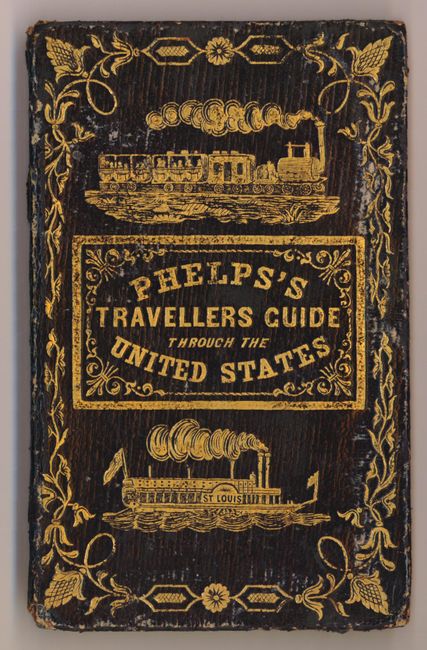 PHELPS'S
TRAVELLERS GUIDE
THROUGH THE
UNITED STATES
ST LOUIS